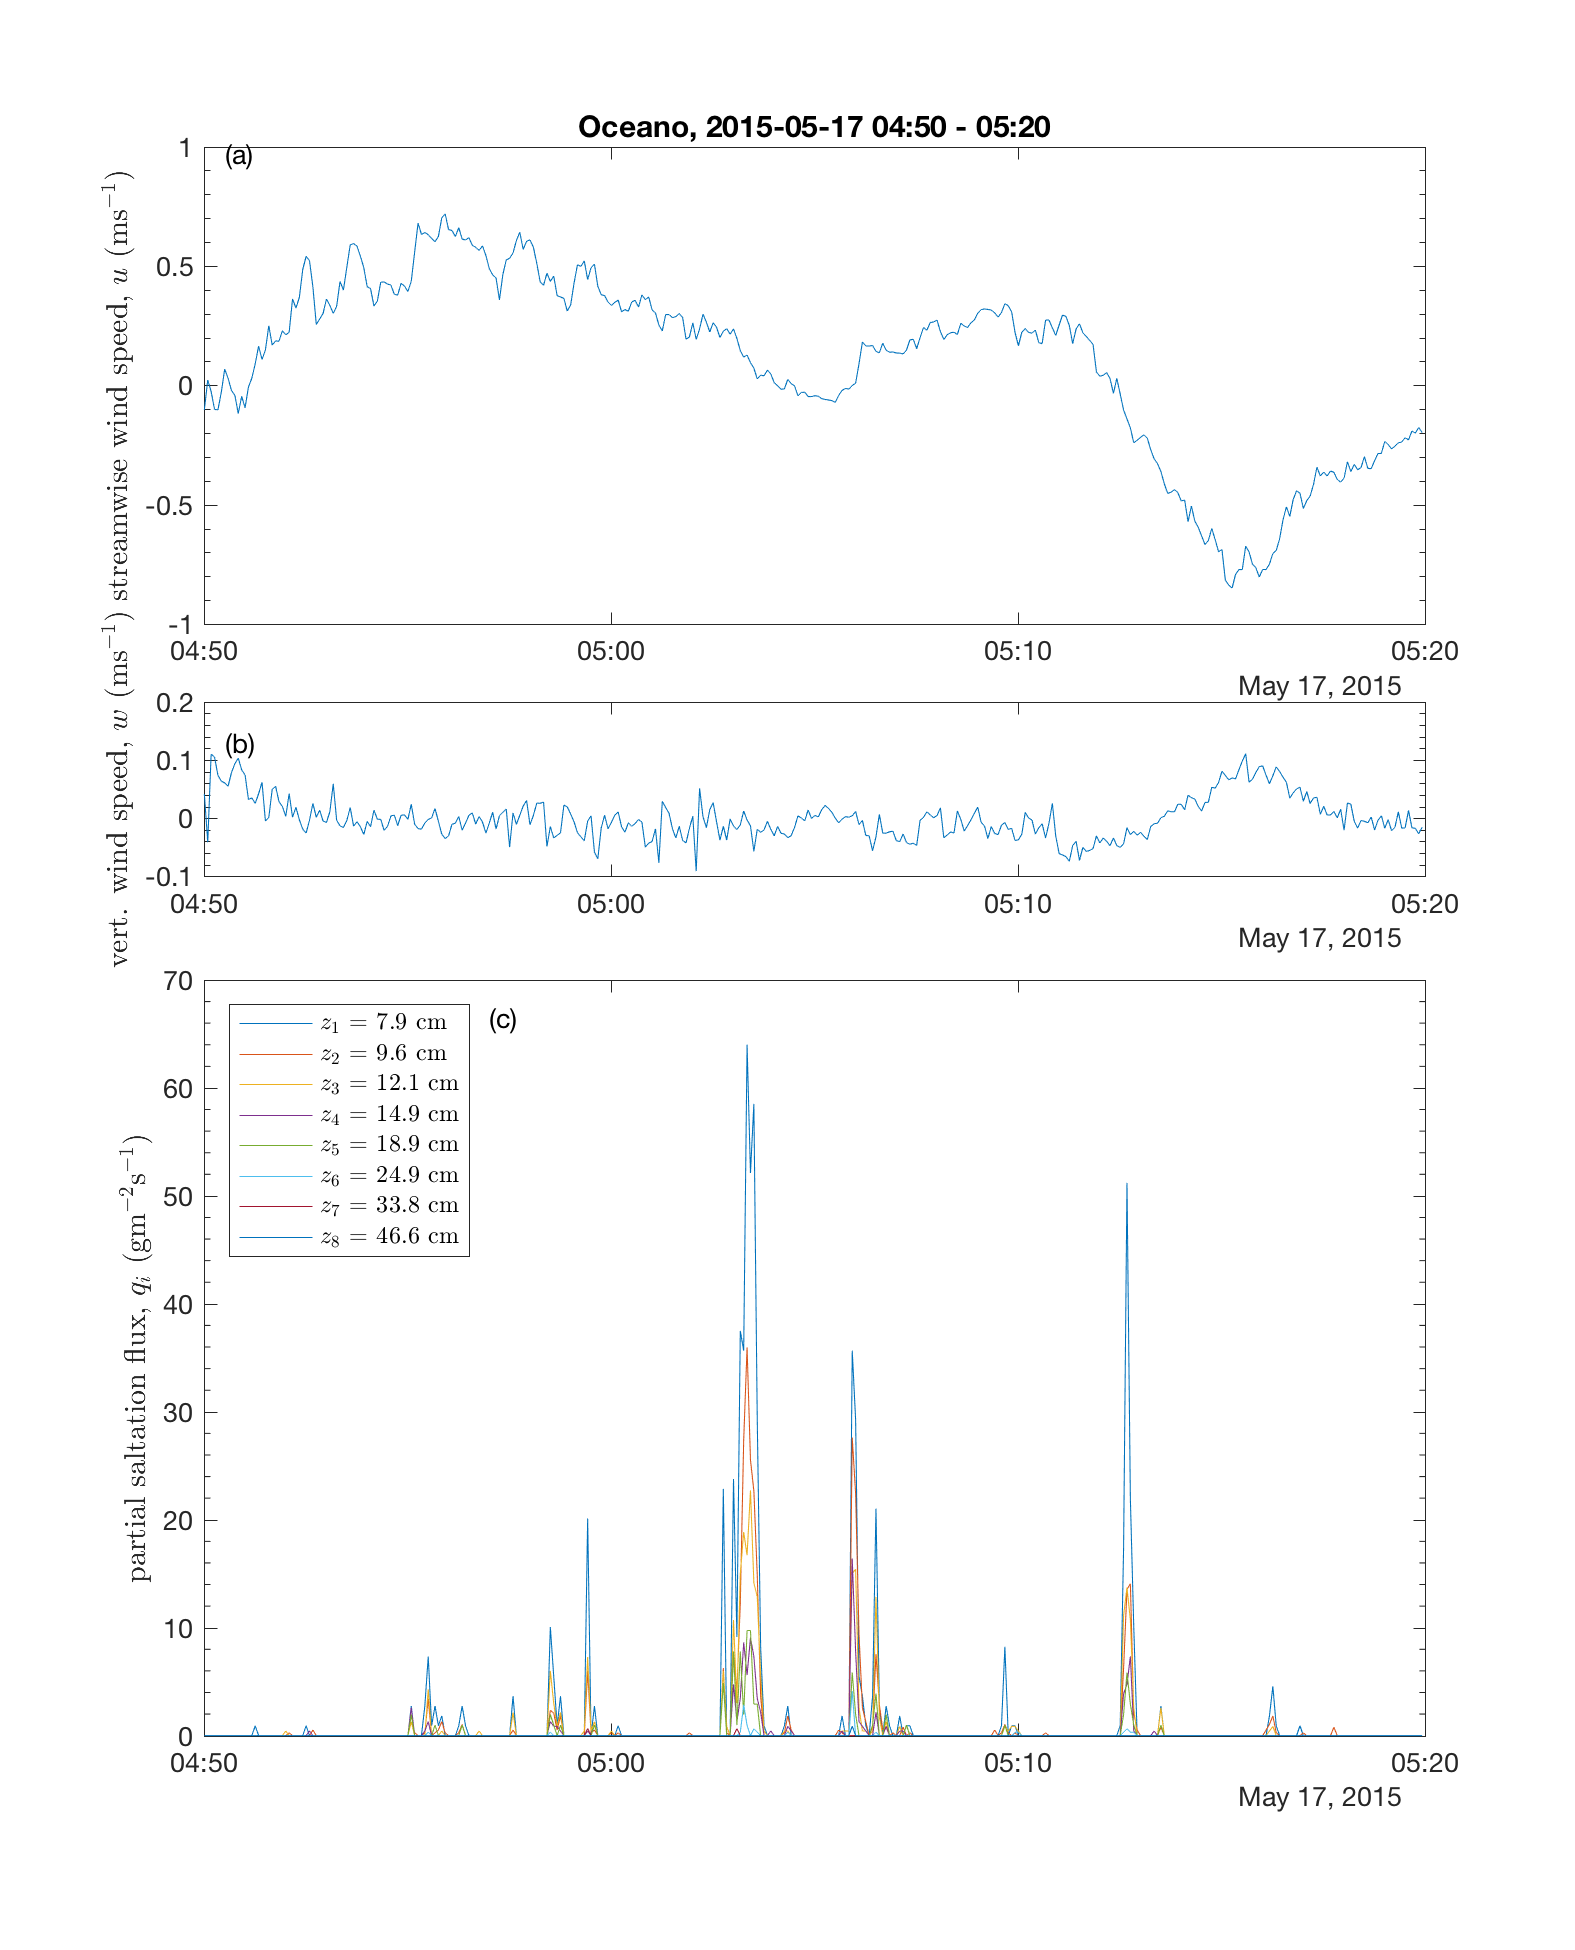 Oceano, 2015-05-17 04:50 - 05:20
(a)
streamwise wind speed, u (ms⁻¹)
1
0.5
0
-0.5
-1
04:50 05:00 05:10 05:20
May 17, 2015
(b)
vert. wind speed, w (ms⁻¹)
0.2
0.1
0
-0.1
04:50 05:00 05:10 05:20
May 17, 2015
(c)
partial saltation flux, qᵢ (gm⁻²s⁻¹)
70
60
50
40
30
20
10
0
z₁ = 7.9 cm
z₂ = 9.6 cm
z₃ = 12.1 cm
z₄ = 14.9 cm
z₅ = 18.9 cm
z₆ = 24.9 cm
z₇ = 33.8 cm
z₈ = 46.6 cm
04:50 05:00 05:10 05:20
May 17, 2015